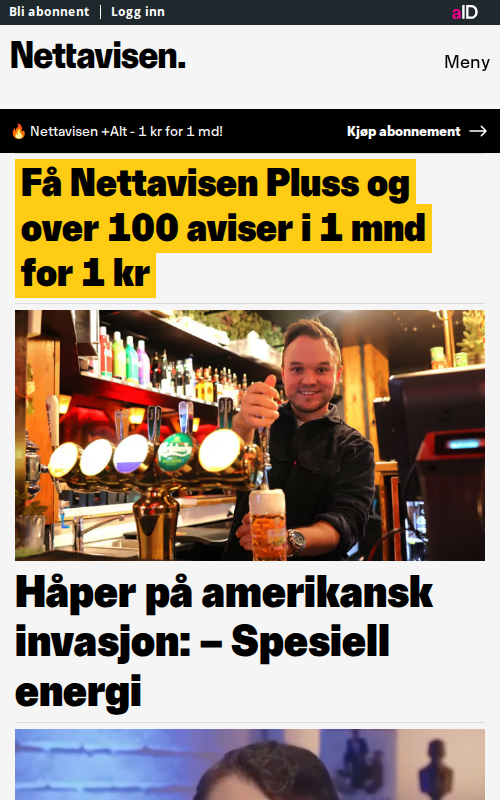 Bli abonnent | Logg inn
aID
Nettavisen.
Meny
🔥 Nettavisen +Alt - 1 kr for 1 md!
Kjøp abonnement →
Få Nettavisen Pluss og
over 100 aviser i 1 mnd
for 1 kr
Carlsberg
Håper på amerikansk
invasjon: – Spesiell
energi